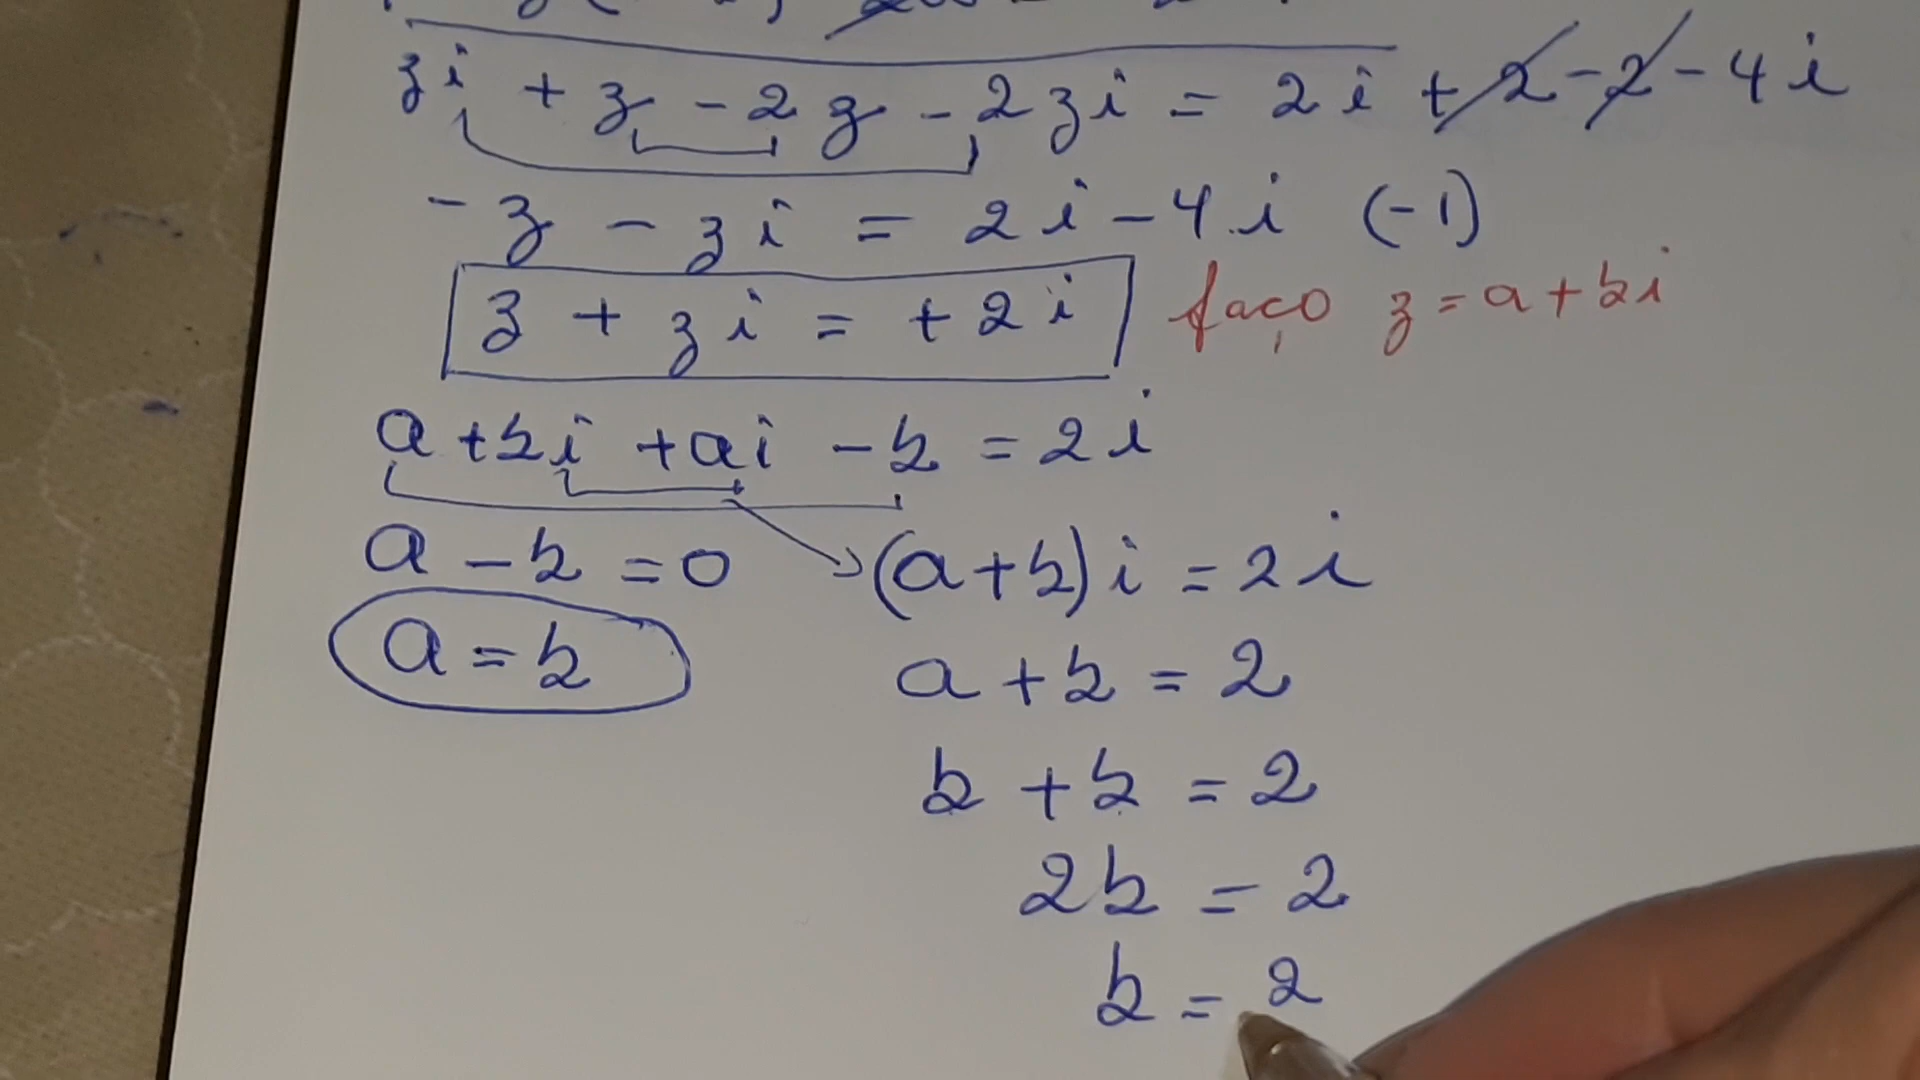 zi + z - 2z - 2zi = 2i + 2 - 2 - 4i
- z - zi = 2i - 4i (-1)
z + zi = + 2i faço z = a + bi
a + bi + ai - b = 2i
a - b = 0 (a + b)i = 2i
a = b a + b = 2
b + b = 2
2b = 2
b = 2